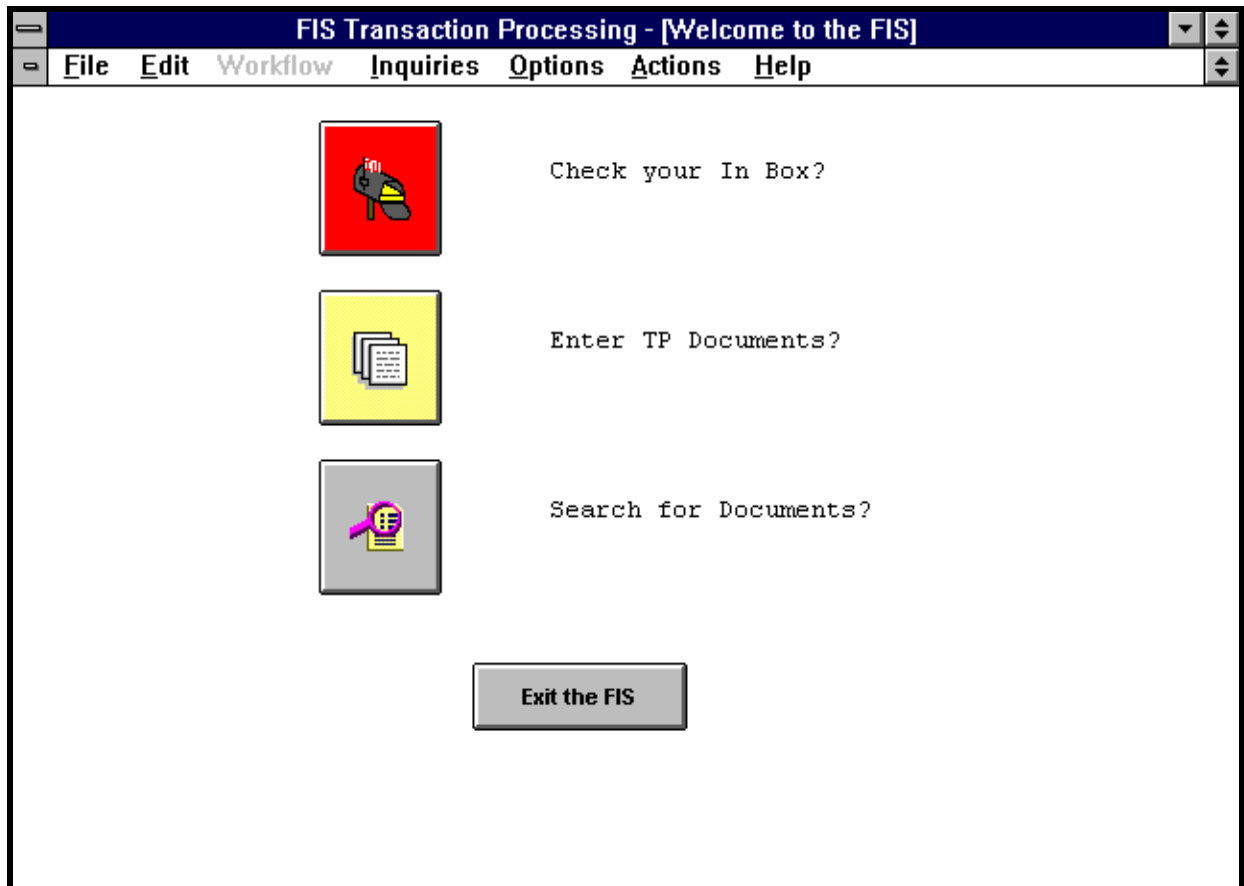 FIS Transaction Processing - [Welcome to the FIS]
File Edit Workflow Inquiries Options Actions Help
Check your In Box?
Enter TP Documents?
Search for Documents?
Exit the FIS